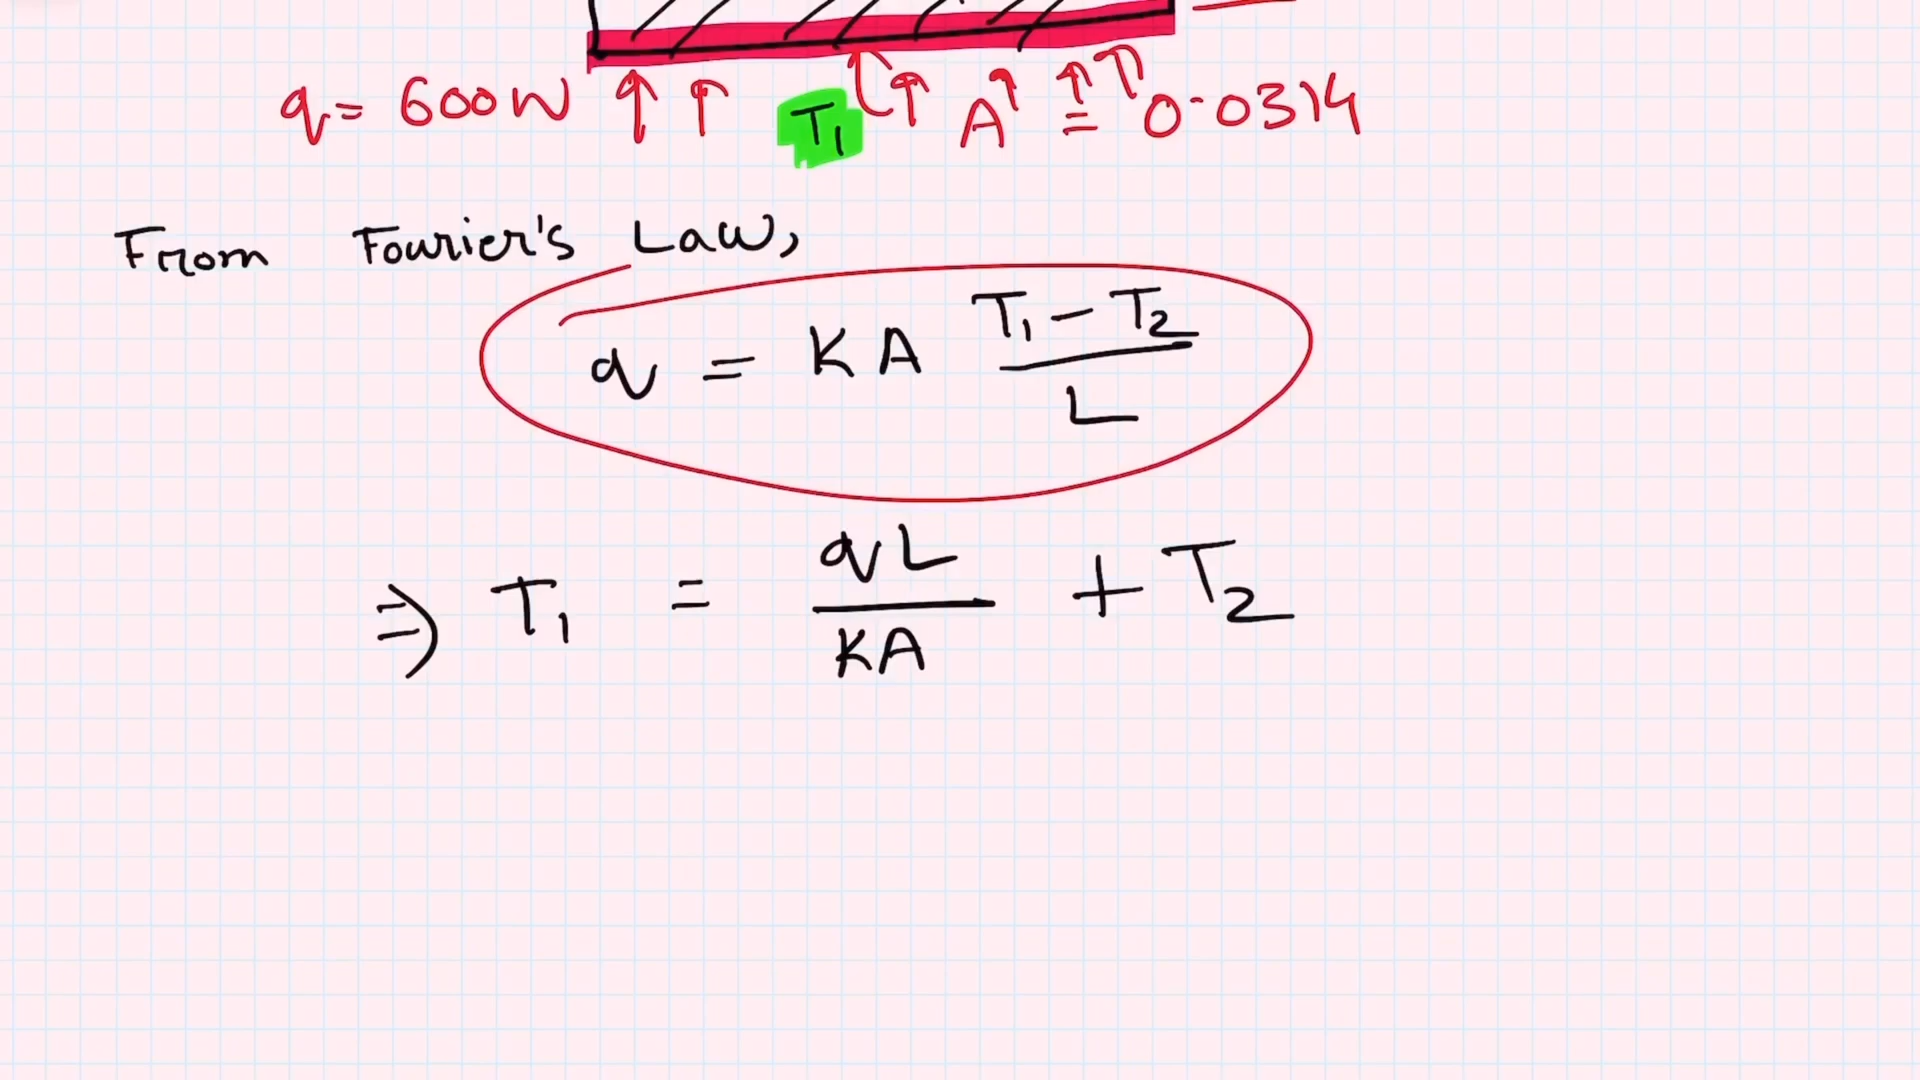 q = 600W T₁ A = 0.0314
From Fourier's Law,
q = KA (T₁ - T₂)/L
⇒ T₁ = qL/KA + T₂